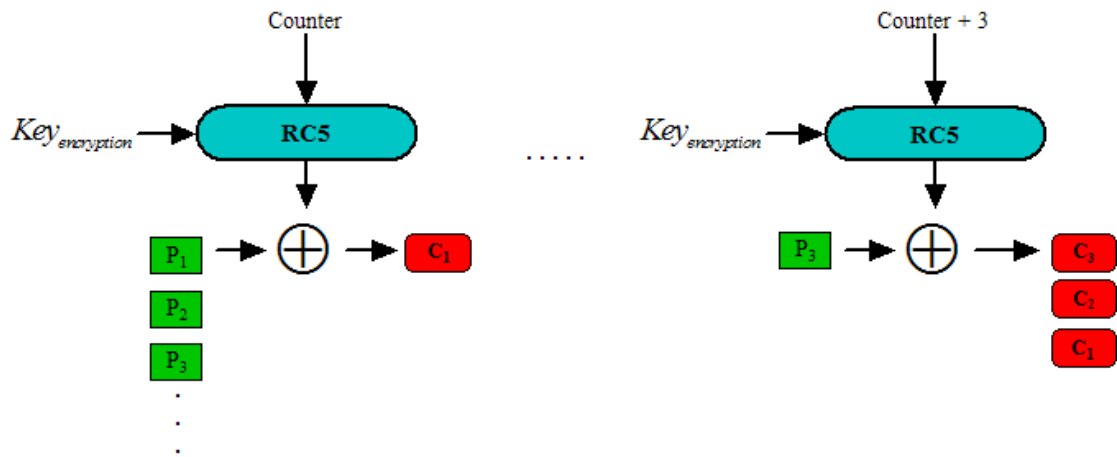 Counter
Counter + 3
Key encryption
RC5
.....
Key encryption
RC5
P1
C1
P3
C3
P2
C2
P3
C1
.
.
.